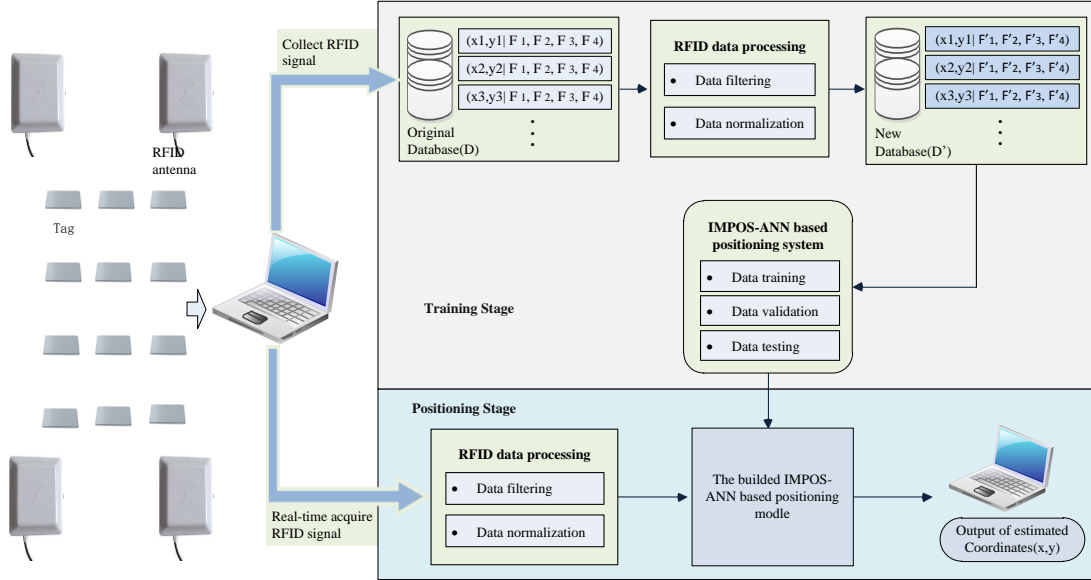 RFID
antenna
Tag
Collect RFID
signal
(x1,y1| F 1, F 2, F 3, F 4)
(x2,y2| F 1, F 2, F 3, F 4)
(x3,y3| F 1, F 2, F 3, F 4)
Original
Database(D)
RFID data processing
• Data filtering
• Data normalization
(x1,y1| F'1, F'2, F'3, F'4)
(x2,y2| F'1, F'2, F'3, F'4)
(x3,y3| F'1, F'2, F'3, F'4)
New
Database(D’)
IMPOS-ANN based
positioning system
• Data training
• Data validation
• Data testing
Training Stage
Positioning Stage
Real-time acquire
RFID signal
RFID data processing
• Data filtering
• Data normalization
The builded IMPOS-
ANN based positioning
modle
Output of estimated
Coordinates(x,y)